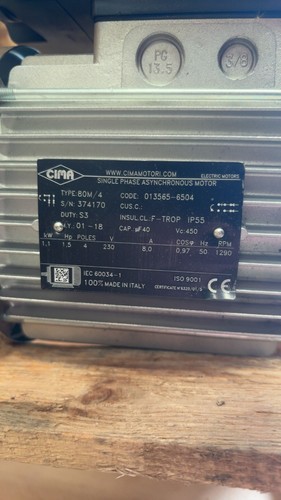 PG
13.5
3/8
CIMA
WWW.CIMAMOTORI.COM
ELECTRIC MOTORS
SINGLE PHASE ASYNCHRONOUS MOTOR
TYPE: 80M/4 CODE: 013565-6504
S/N: 374170 CUS.C.:
DUTY: S3 INSUL.CL: F-TROP IP55
01-18 CAP. µF 40 Vc: 450
kW Hp POLES V A COSφ Hz RPM
1.1 1.5 4 230 8.0 0.97 50 1290
IEC 60034-1
ISO 9001
100% MADE IN ITALY
CE